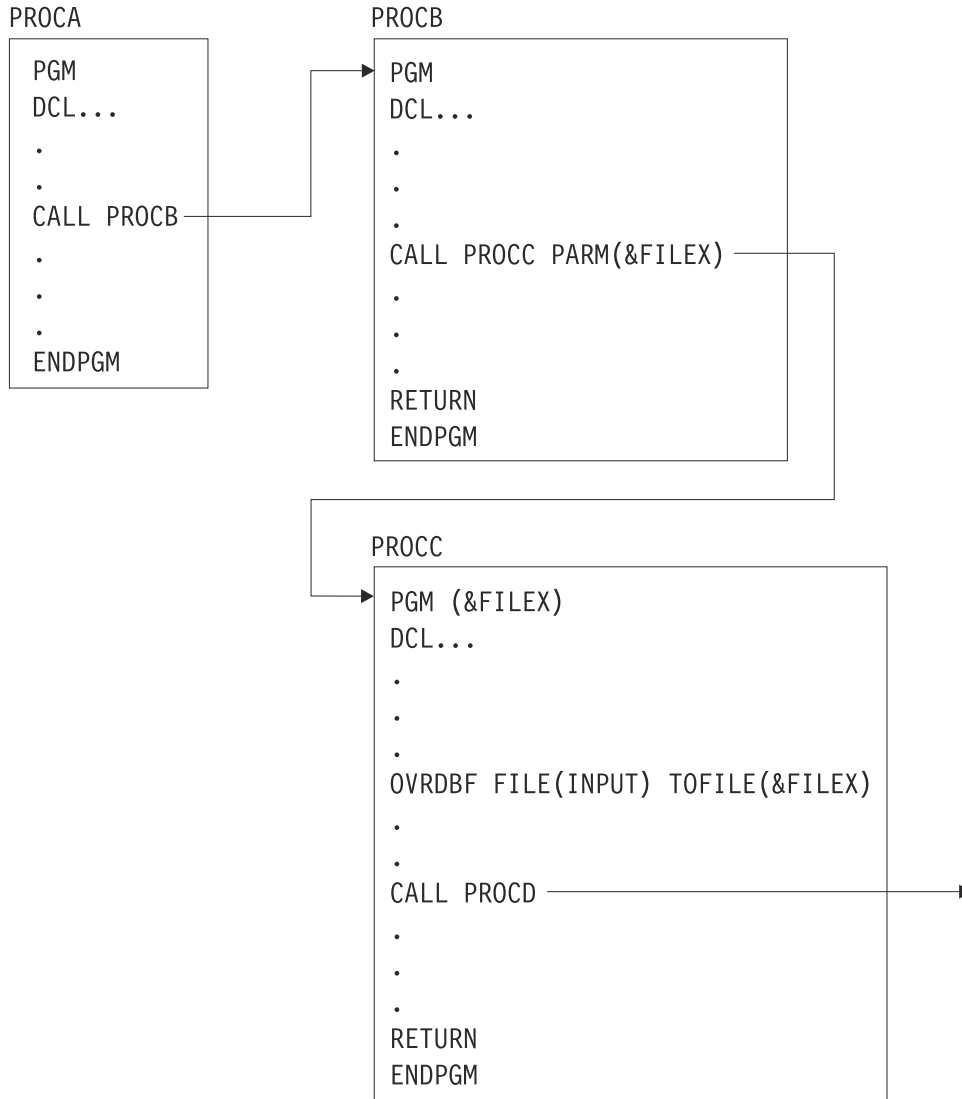 PROCA
PGM
DCL...
.
.
CALL PROCB
.
.
.
ENDPGM
PROCB
PGM
DCL...
.
.
.
CALL PROCC PARM(&FILEX)
.
.
.
RETURN
ENDPGM
PROCC
PGM (&FILEX)
DCL...
.
.
.
OVRDBF FILE(INPUT) TOFILE(&FILEX)
.
.
CALL PROCD
.
.
.
RETURN
ENDPGM